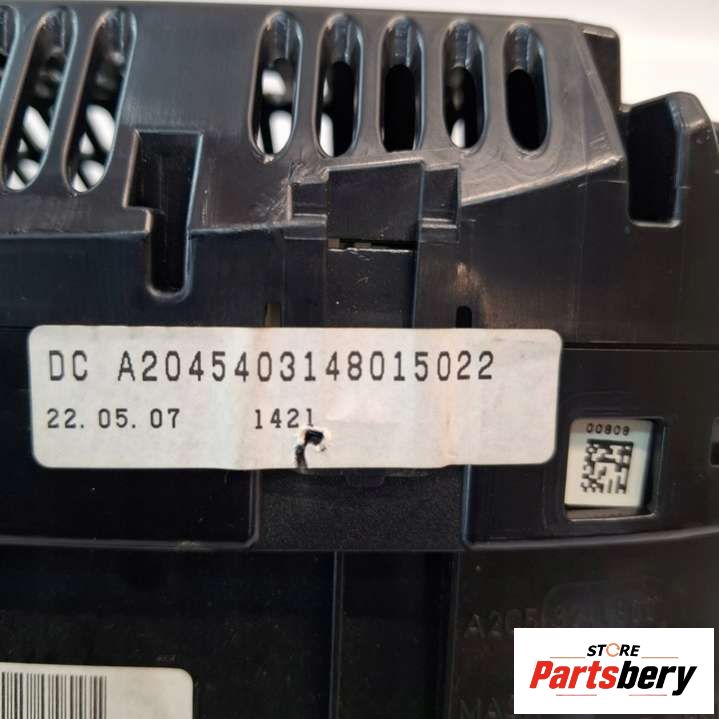 DC A2045403148015022
22.05.07 1421
00809
STORE
Partsbery